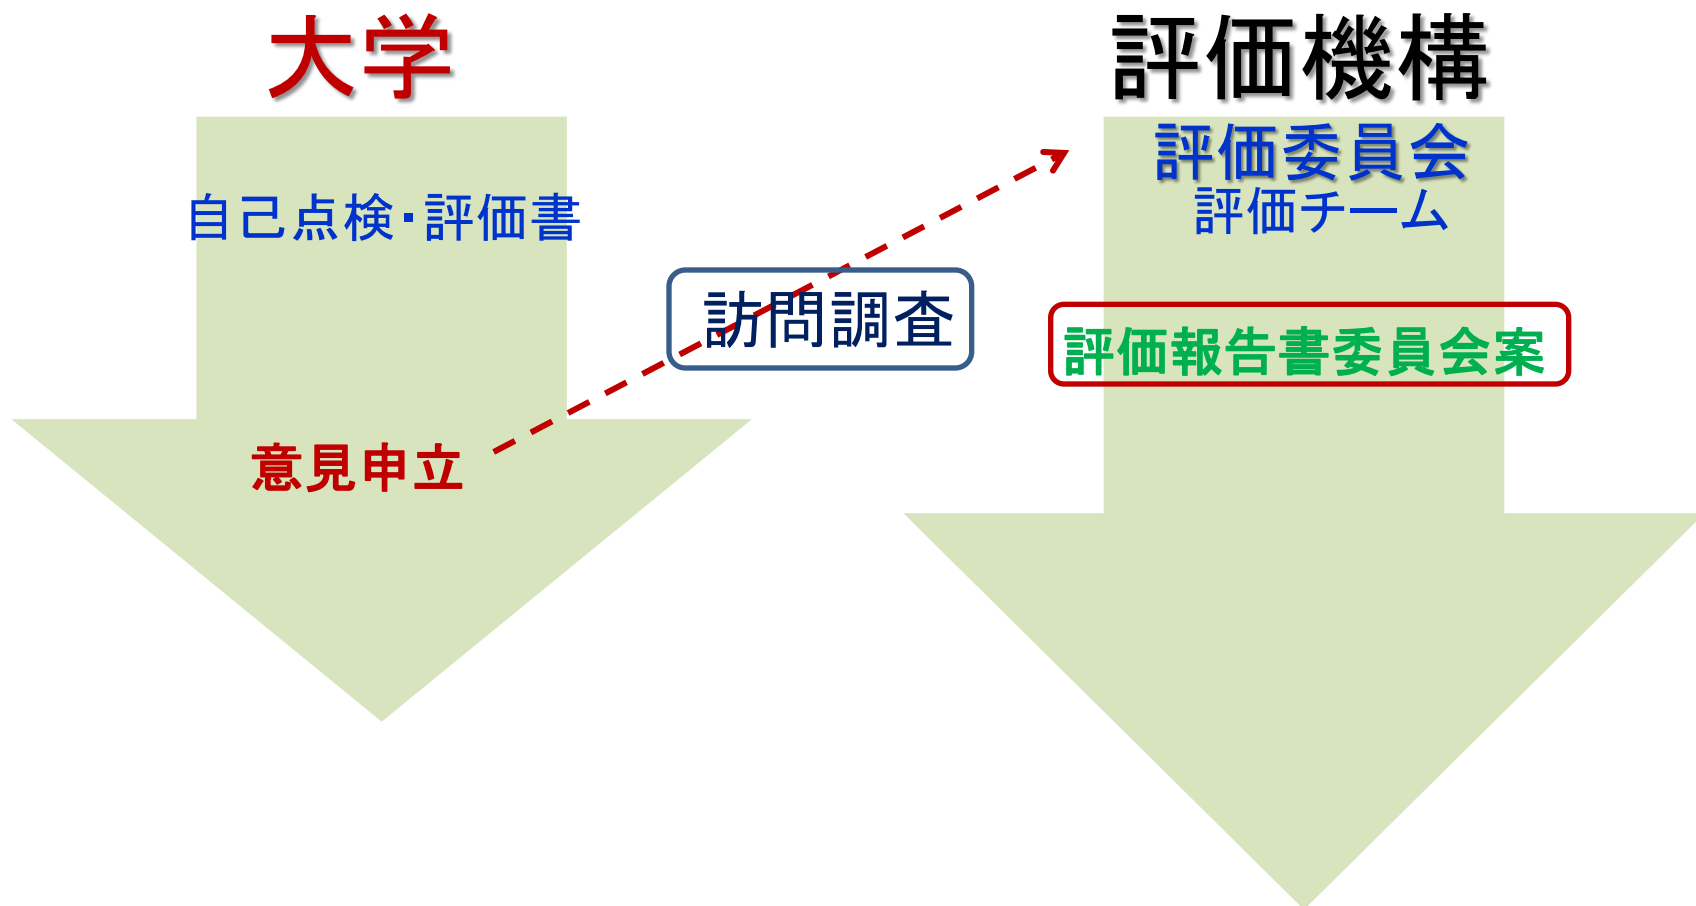 大学
評価機構
評価委員会
評価チーム
自己点検・評価書
訪問調査
評価報告書委員会案
意見申立